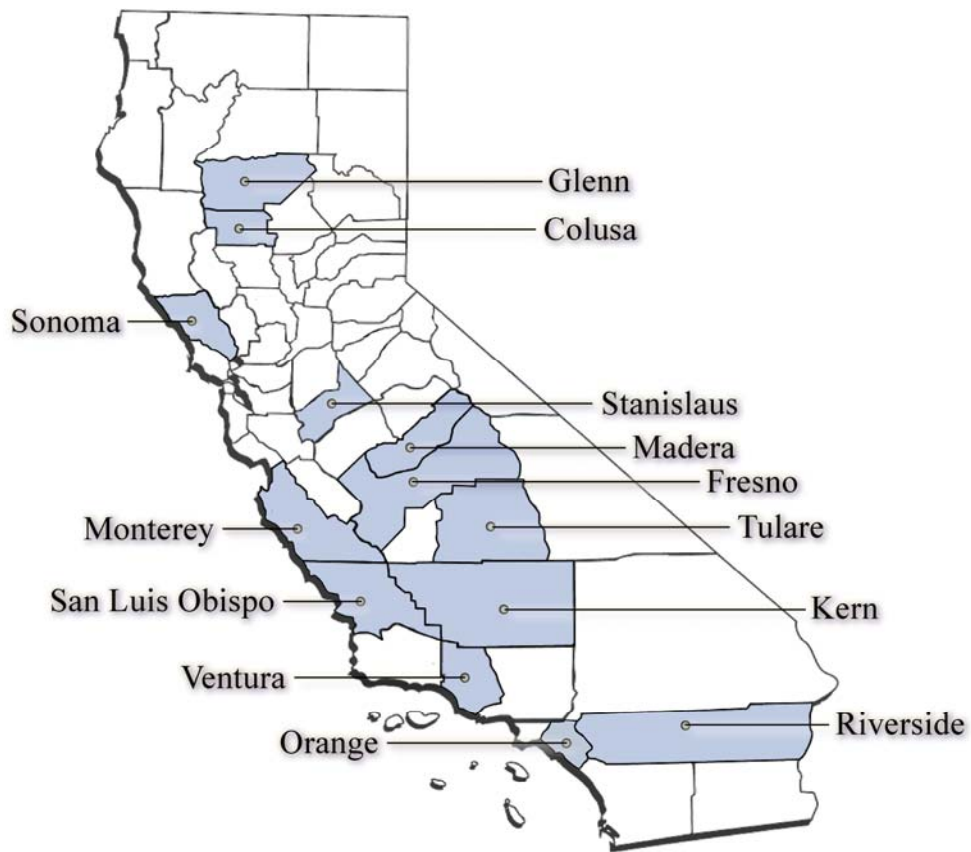 Glenn
Colusa
Sonoma
Stanislaus
Madera
Fresno
Monterey
Tulare
San Luis Obispo
Kern
Ventura
Riverside
Orange